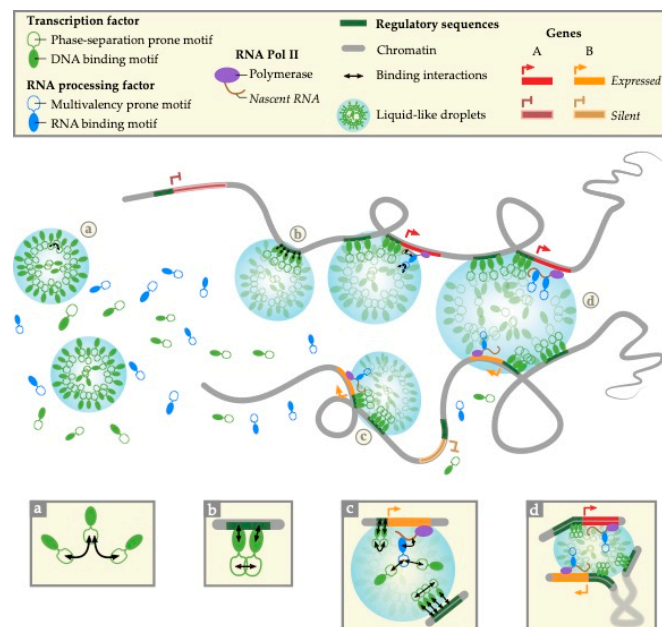 Transcription factor
Phase-separation prone motif
DNA binding motif
RNA processing factor
Multivalency prone motif
RNA binding motif
RNA Pol II
Polymerase
Nascent RNA
Regulatory sequences
Chromatin
Binding interactions
Liquid-like droplets
Genes
A B
Expressed
Silent
a
b
d
c
a
b
c
d